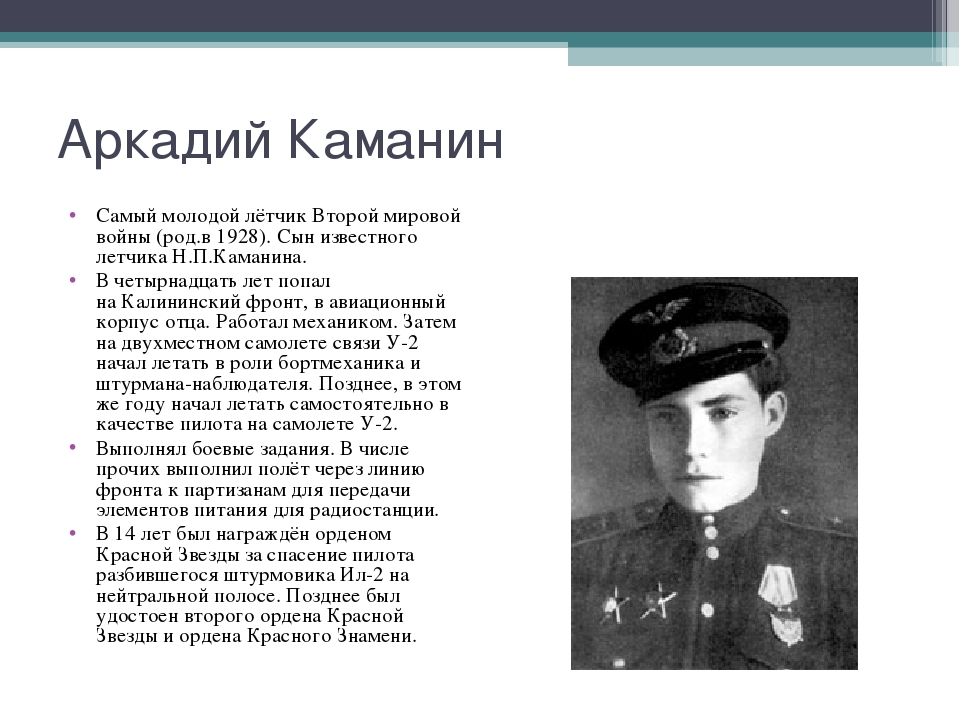 Аркадий Каманин
• Самый молодой лётчик Второй мировой
войны (род.в 1928). Сын известного
летчика Н.П.Каманина.
• В четырнадцать лет попал
на Калининский фронт, в авиационный
корпус отца. Работал механиком. Затем
на двухместном самолете связи У-2
начал летать в роли бортмеханика и
штурмана-наблюдателя. Позднее, в этом
же году начал летать самостоятельно в
качестве пилота на самолете У-2.
• Выполнял боевые задания. В числе
прочих выполнил полёт через линию
фронта к партизанам для передачи
элементов питания для радиостанции.
• В 14 лет был награждён орденом
Красной Звезды за спасение пилота
разбившегося штурмовика Ил-2 на
нейтральной полосе. Позднее был
удостоен второго ордена Красной
Звезды и ордена Красного Знамени.